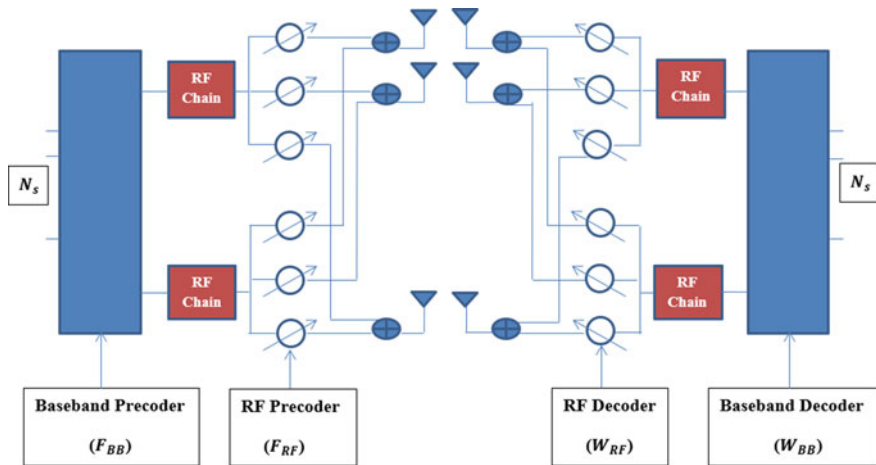 RF
Chain
RF
Chain
N_s
N_s
RF
Chain
RF
Chain
Baseband Precoder
(F_BB)
RF Precoder
(F_RF)
RF Decoder
(W_RF)
Baseband Decoder
(W_BB)